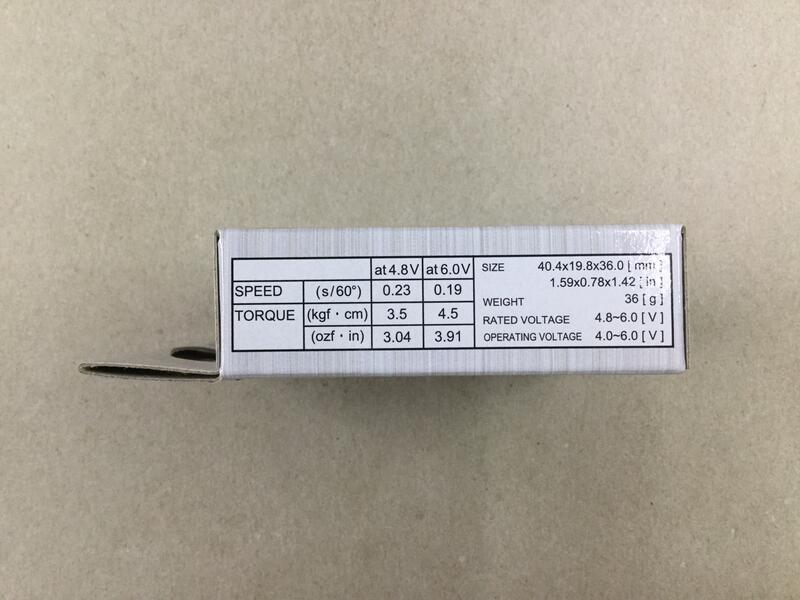 at 4.8 V at 6.0 V
SPEED (s/60°) 0.23 0.19
TORQUE (kgf・cm) 3.5 4.5
(ozf・in) 3.04 3.91
SIZE 40.4x19.8x36.0 [ mm ]
1.59x0.78x1.42 [ in ]
WEIGHT 36 [ g ]
RATED VOLTAGE 4.8~6.0 [ V ]
OPERATING VOLTAGE 4.0~6.0 [ V ]